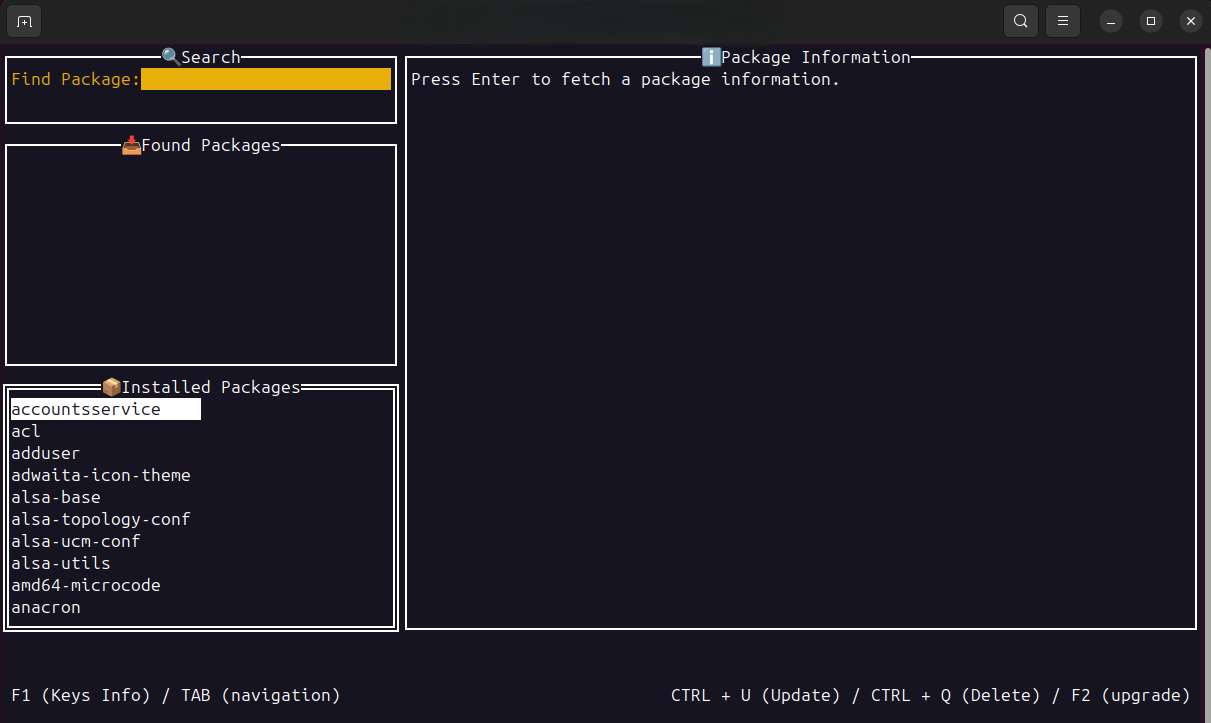 🔍Search
Find Package:
📥Found Packages
📦Installed Packages
accountsservice
acl
adduser
adwaita-icon-theme
alsa-base
alsa-topology-conf
alsa-ucm-conf
alsa-utils
amd64-microcode
anacron
ℹ️Package Information
Press Enter to fetch a package information.
F1 (Keys Info) / TAB (navigation)
CTRL + U (Update) / CTRL + Q (Delete) / F2 (upgrade)